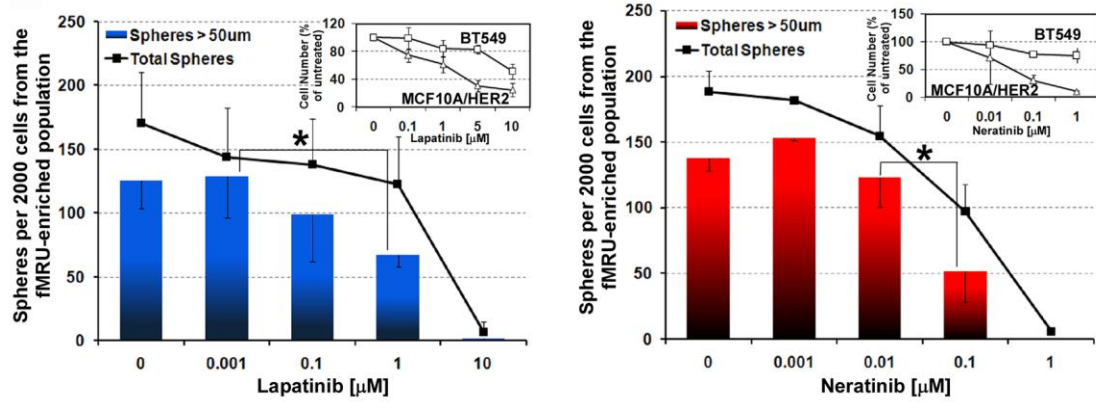 Spheres per 2000 cells from the
fMRU-enriched population
250
200
150
100
50
0
Spheres > 50um
Total Spheres
*
Cell Number (%
of untreated)
120
80
40
0
BT549
MCF10A/HER2
0 0.1 1 5 10
Lapatinib [μM]
0 0.001 0.1 1 10
Lapatinib [μM]
Spheres per 2000 cells from the
fMRU-enriched population
250
200
150
100
50
0
Spheres > 50um
Total Spheres
*
Cell Number (%
of untreated)
150
100
50
0
BT549
MCF10A/HER2
0 0.01 0.1 1
Neratinib [μM]
0 0.001 0.01 0.1 1
Neratinib [μM]